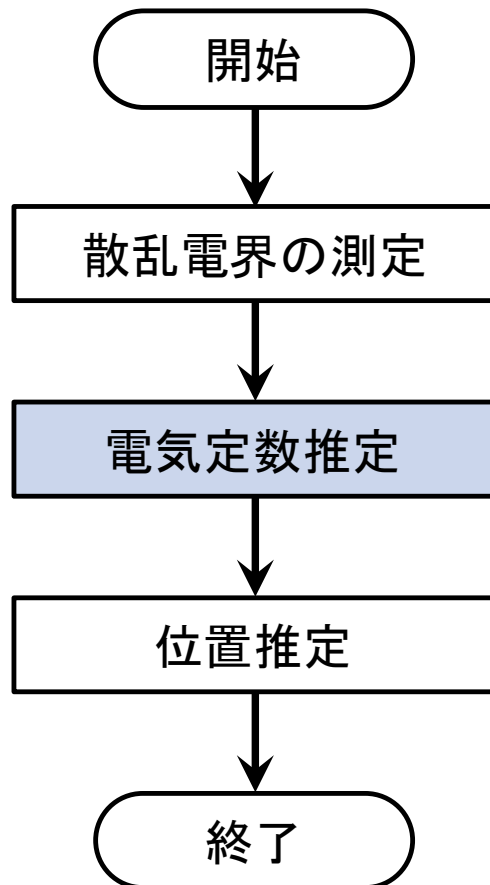 開始
散乱電界の測定
電気定数推定
位置推定
終了